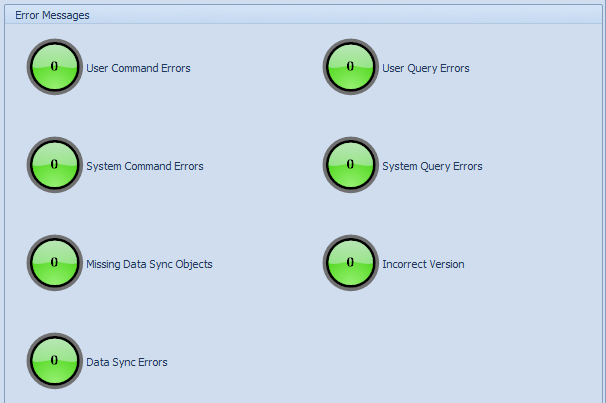 Error Messages
0 User Command Errors
0 User Query Errors
0 System Command Errors
0 System Query Errors
0 Missing Data Sync Objects
0 Incorrect Version
0 Data Sync Errors